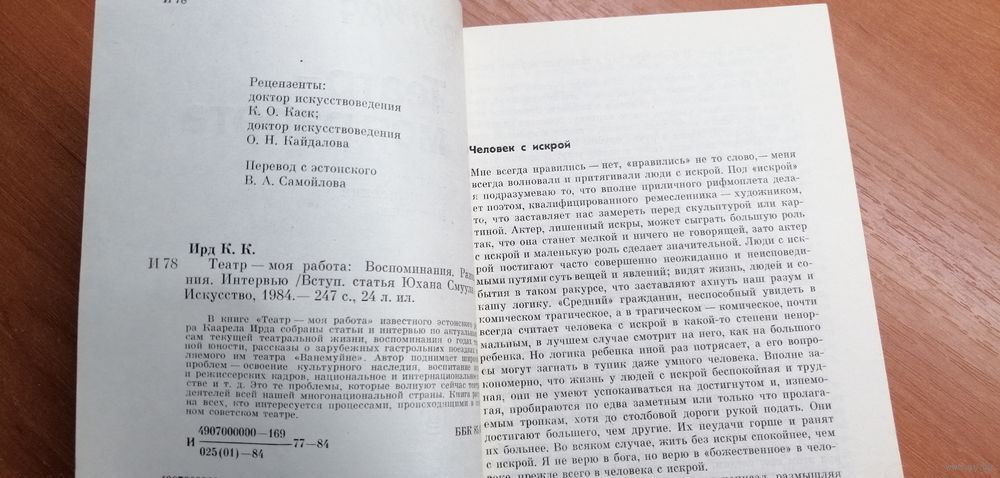 И 78
Рецензенты:
доктор искусствоведения
К. О. Каск;
доктор искусствоведения
О. Н. Кайдалова
Перевод с эстонского
В. А. Самойлова
Ирд К. К.
И 78 Театр — моя работа: Воспоминания.
ния. Интервью /Вступ. статья Юхана Смуула
Искусство, 1984.— 247 с., 24 л. ил.
В книге «Театр — моя работа» известного эстонского
ра Каарела Ирда собраны статьи и интервью по
сам текущей театральной жизни, воспоминания о годах
ной юности, рассказы о зарубежных гастрольных
ляемого им театра «Ванемуйне». Автор поднимает
проблем — освоение культурного наследия, воспитание
и режиссерских кадров, национальное и
стве и т. д. Это те проблемы, которые волнуют сейчас
деятелей всей нашей многонациональной страны. Книга
на всех, кто интересуется процессами, происходящими в
ном советском театре.
И 4907000000—169
025(01)—84 77—84
ББК
Человек с искрой
Мне всегда нравились — нет, «нравились» не то слово,— меня
всегда волновали и притягивали люди с искрой. Под «искрой»
я подразумеваю то, что вполне приличного рифмоплета дела-
ет поэтом, квалифицированного ремесленника — художником,
то, что заставляет нас замереть перед скульптурой или кар-
тиной. Актер, лишенный искры, может сыграть большую роль
так, что она станет мелкой и ничего не говорящей, зато актер
с искрой и маленькую роль сделает значительной. Люди с иск-
рой постигают часто совершенно неожиданно и неисповеди-
мыми путями суть вещей и явлений; видят жизнь, людей и со-
бытия в таком ракурсе, что заставляют ахнуть наш разум и
нашу логику. «Средний» гражданин, неспособный увидеть в
комическом трагическое, а в трагическом — комическое, почти
всегда считает человека с искрой в какой-то степени ненор-
мальным, в лучшем случае смотрит на него, как на большого
ребенка. Но логика ребенка иной раз потрясает, а его вопро-
сы могут загнать в тупик даже умного человека. Вполне за-
кономерно, что жизнь у людей с искрой беспокойная и труд-
ная, они не умеют успокаиваться на достигнутом и, изнемо-
гая, пробираются по едва заметным или только что пролага-
емым тропкам, хотя до столбовой дороги рукой подать. Они
достигают большего, чем другие. Их неудачи горше и ранят
их больнее. Во всяком случае, жить без искры спокойнее, чем
с искрой. Я не верю в бога, но верю в «божественное» в чело-
веке, прежде всего в человека с искрой.
размышляя